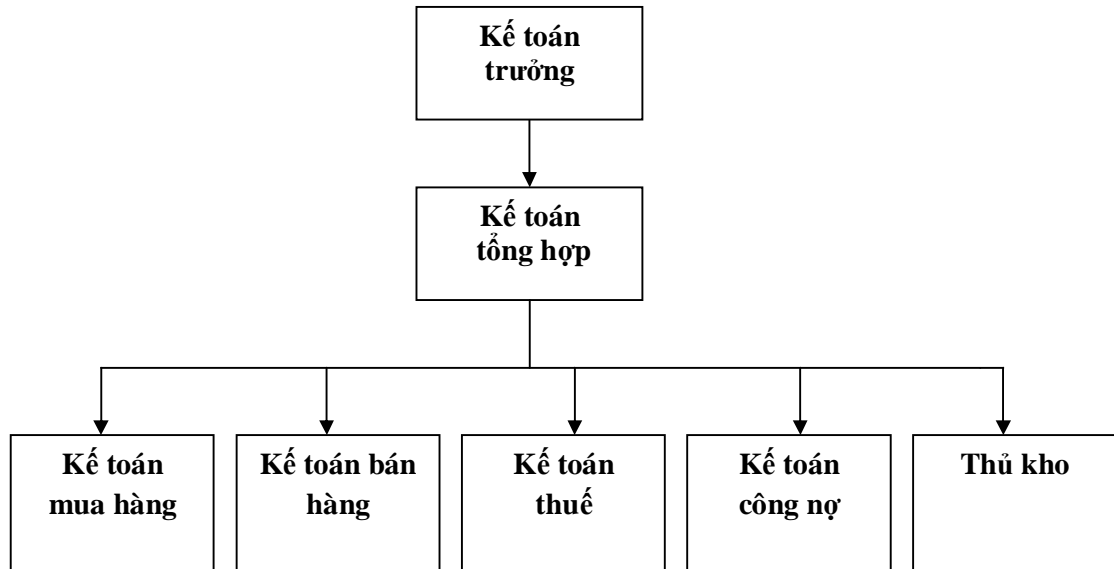 Kế toán
trưởng
Kế toán
tổng hợp
Kế toán
mua hàng
Kế toán bán
hàng
Kế toán
thuế
Kế toán
công nợ
Thủ kho